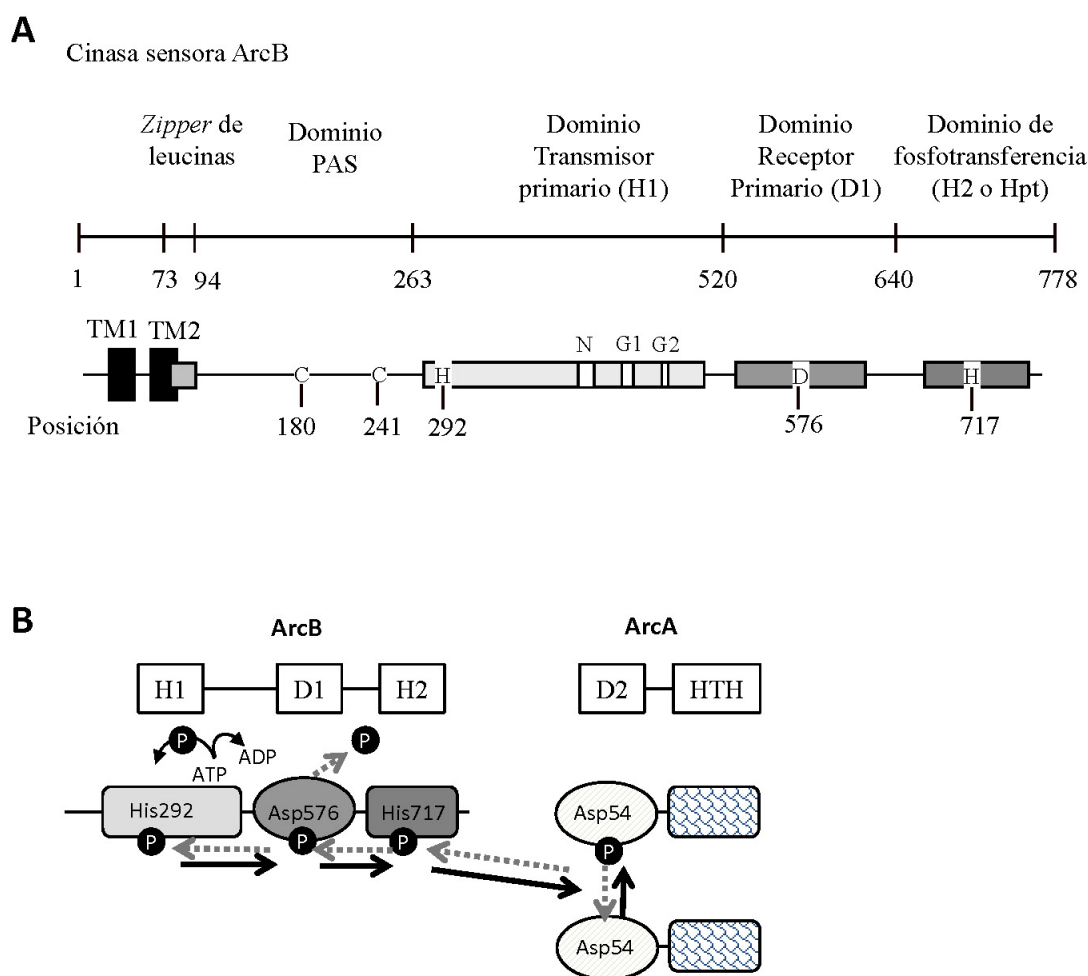 A
Cinasa sensora ArcB
Zipper de
leucinas
Dominio
PAS
Dominio
Transmisor
primario (H1)
Dominio
Receptor
Primario (D1)
Dominio de
fosfotransferencia
(H2 o Hpt)
1 73 94 263 520 640 778
TM1 TM2 N G1 G2
C C H D H
Posición 180 241 292 576 717
B
ArcB ArcA
H1 D1 H2 D2 HTH
P P
ATP ADP
His292 Asp576 His717 Asp54
P P P P
Asp54